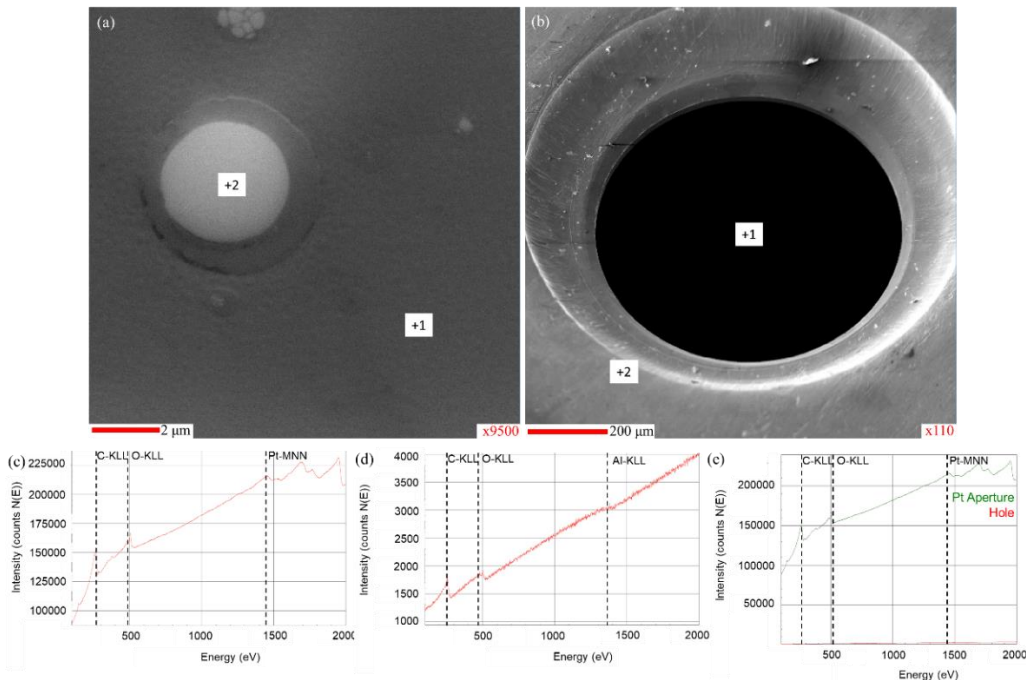 (a)
+2
+1
2 μm
x9500
(b)
+1
+2
200 μm
x110
(c)
C-KLL
O-KLL
Pt-MNN
225000
200000
175000
150000
125000
100000
Intensity (counts N(E))
500
1000
1500
2000
Energy (eV)
(d)
C-KLL
O-KLL
Al-KLL
4000
3500
3000
2500
2000
1500
1000
Intensity (counts N(E))
500
1000
1500
2000
Energy (eV)
(e)
C-KLL
O-KLL
Pt-MNN
Pt Aperture
Hole
200000
150000
100000
50000
Intensity (counts N(E))
500
1000
1500
2000
Energy (eV)